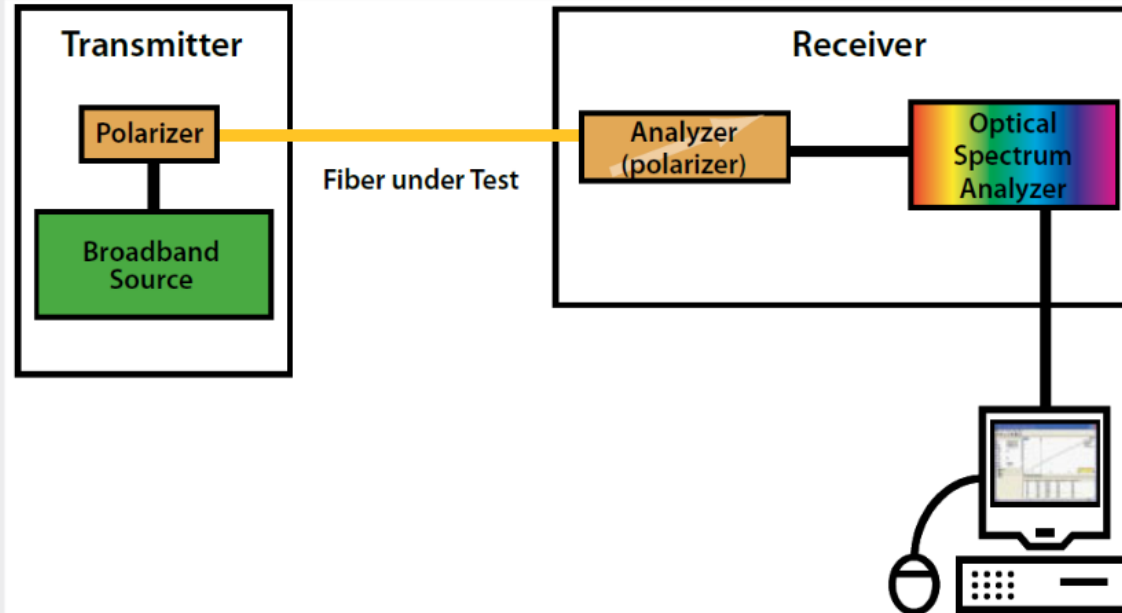 Transmitter
Polarizer
Broadband
Source
Fiber under Test
Receiver
Analyzer
(polarizer)
Optical
Spectrum
Analyzer